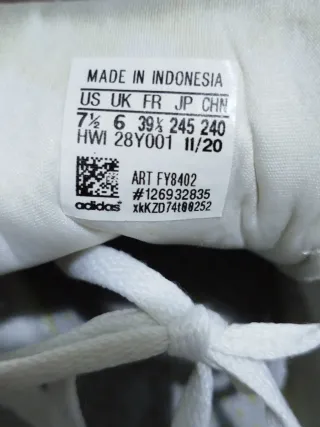 MADE IN INDONESIA
US UK FR JP CHN
7½ 6 39⅓ 245 240
HWI 28Y001 11/20
ART FY8402
#126932835
adidas xkKZD74t00252